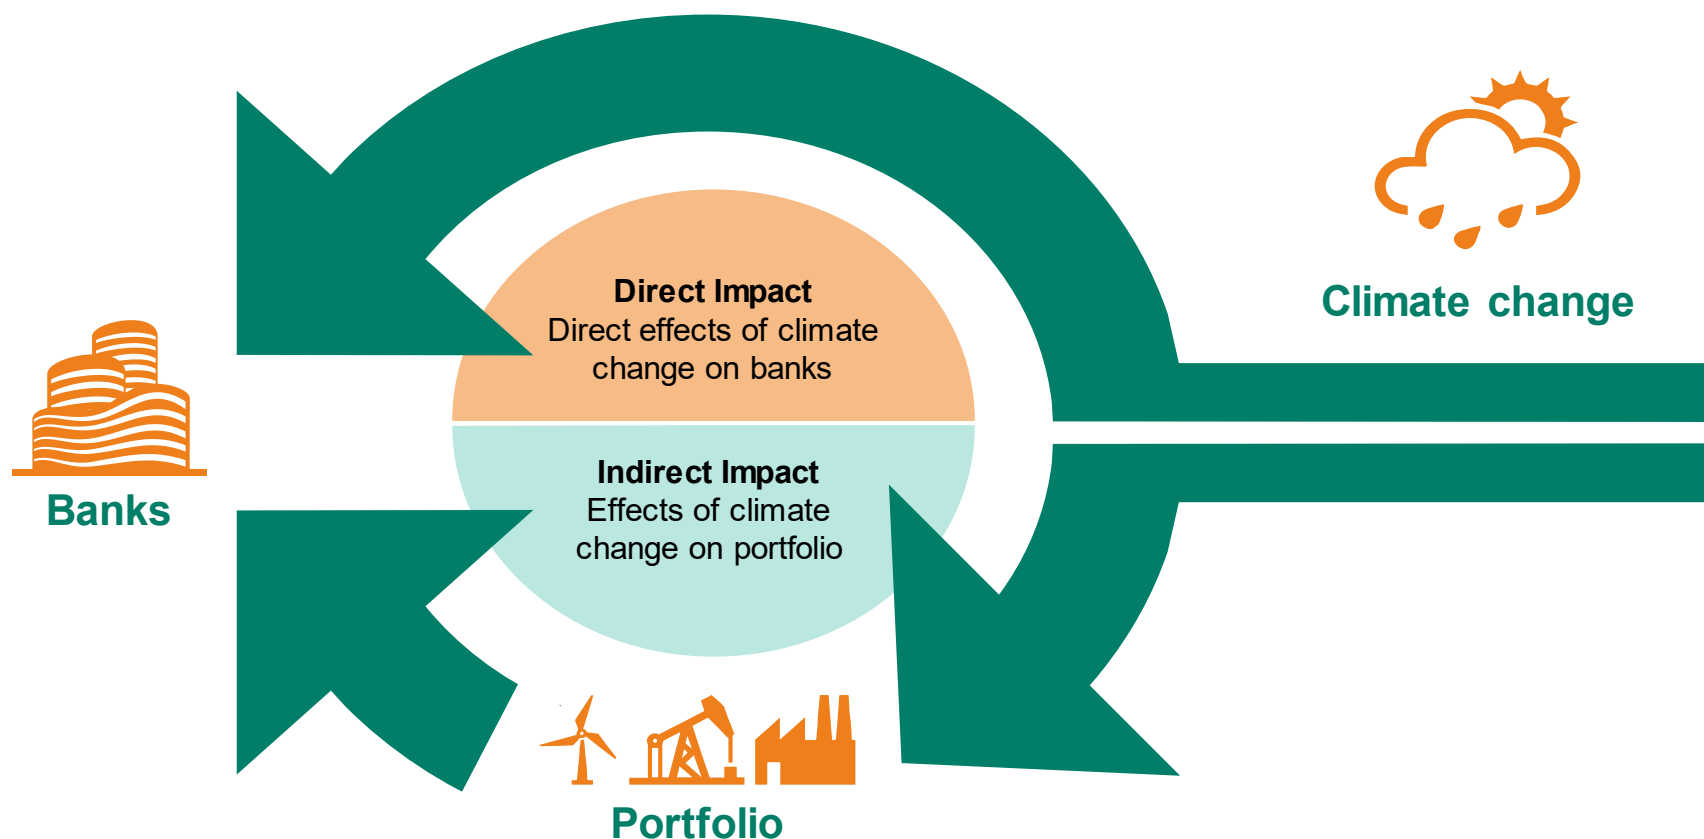 Climate change
Direct Impact
Direct effects of climate
change on banks
Indirect Impact
Effects of climate
change on portfolio
Banks
Portfolio